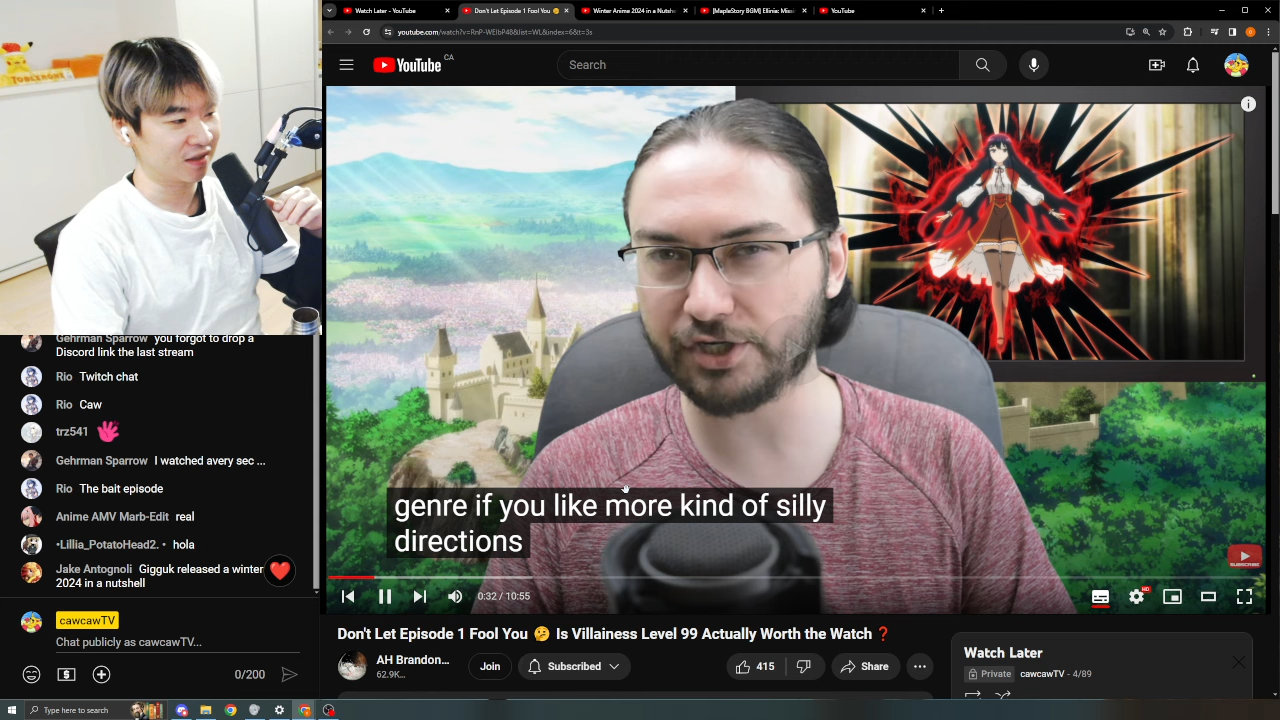 Watch Later - YouTube
Don't Let Episode 1 Fool You 🤔
Winter Anime 2024 in a Nutsh
[MapleStory BGM] Ellinia: Miss
YouTube
youtube.com/watch?v=RnP-WElbP48&list=WL&index=6&t=3s
YouTube CA
Search
TOBLERONE
genre if you like more kind of silly
directions
SUBSCRIBE
0:32 / 10:55
HD
Gehrman Sparrow you forgot to drop a
Discord link the last stream
Rio Twitch chat
Rio Caw
trz541
Gehrman Sparrow I watched avery sec ...
Rio The bait episode
Anime AMV Marb-Edit real
•Lillia_PotatoHead2. • hola
Jake Antognoli Gigguk released a winter
2024 in a nutshell
cawcawTV
Chat publicly as cawcawTV...
0/200
Don't Let Episode 1 Fool You 🤔 Is Villainess Level 99 Actually Worth the Watch ❓
AH Brandon...
62.9K...
Join
Subscribed
415
Share
Watch Later
Private cawcawTV - 4/89
Type here to search